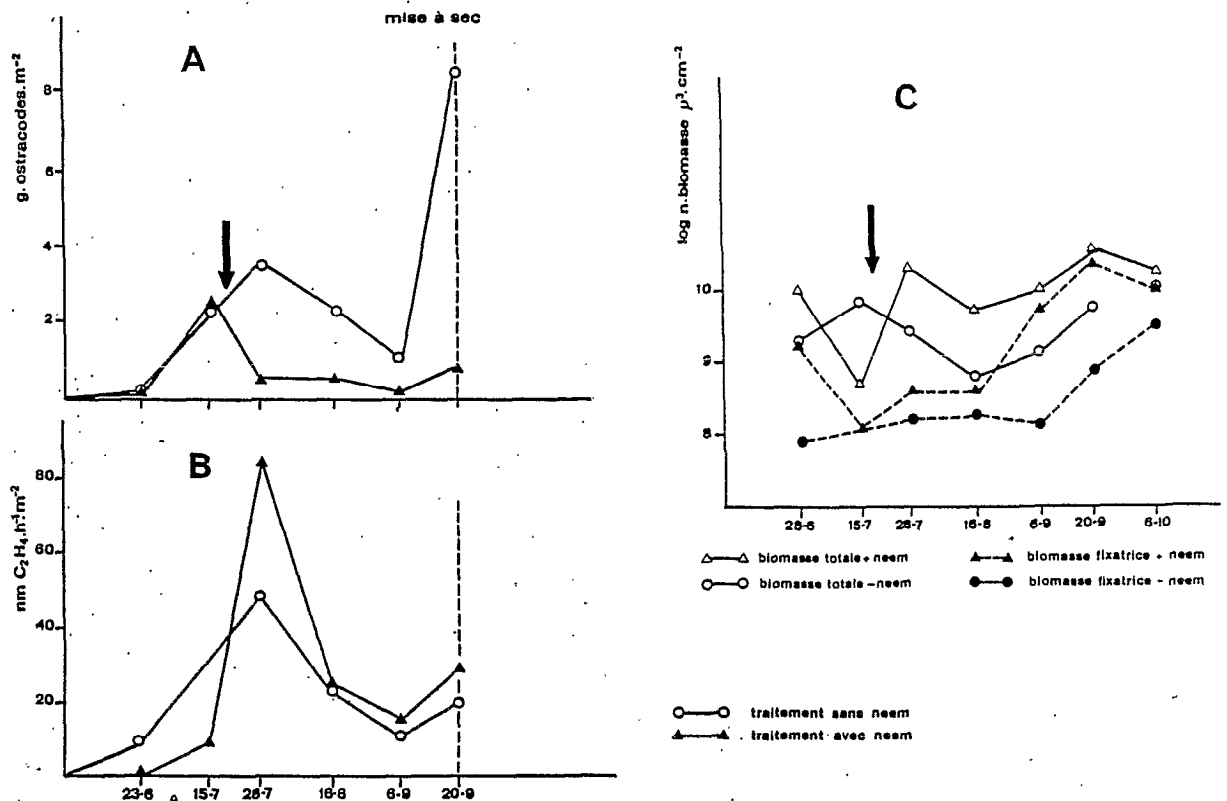 mise à sec
A
g. ostracodes.m⁻²
8
6
4
2
B
nm C₂H₄.h⁻¹m⁻²
80
60
40
20
23-6 15-7 28-7 16-8 6-9 20-9
C
log n.biomasse µ³.cm⁻²
10
9
8
28-6 15-7 28-7 16-8 6-9 20-9 6-10
biomasse totale + neem
biomasse totale - neem
biomasse fixatrice + neem
biomasse fixatrice - neem
traitement sans neem
traitement avec neem